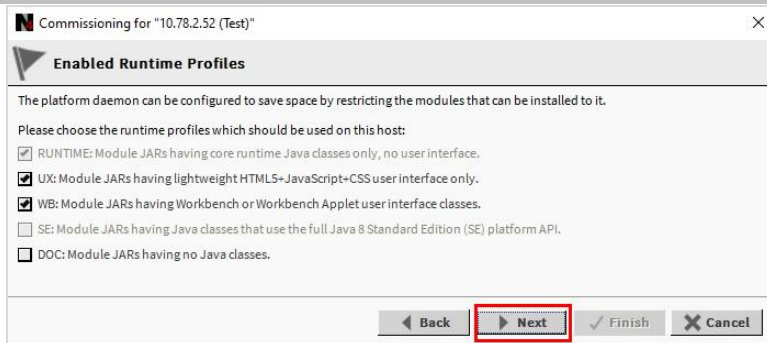 Commissioning for "10.78.2.52 (Test)"
Enabled Runtime Profiles
The platform daemon can be configured to save space by restricting the modules that can be installed to it.
Please choose the runtime profiles which should be used on this host:
RUNTIME: Module JARs having core runtime Java classes only, no user interface.
UX: Module JARs having lightweight HTML5+JavaScript+CSS user interface only.
WB: Module JARs having Workbench or Workbench Applet user interface classes.
SE: Module JARs having Java classes that use the full Java 8 Standard Edition (SE) platform API.
DOC: Module JARs having no Java classes.
Back Next Finish Cancel